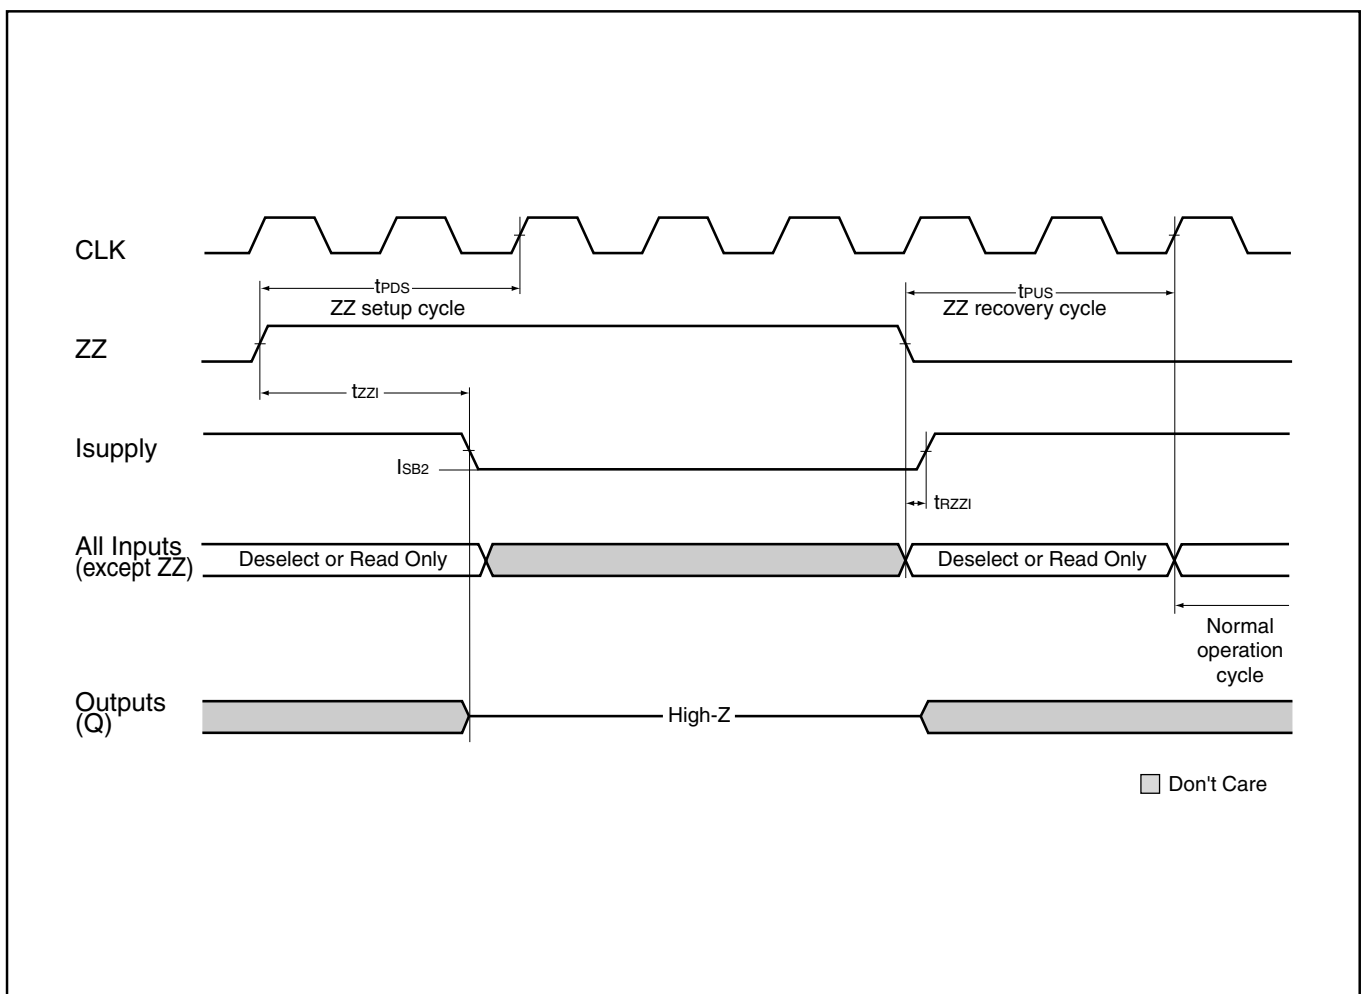 CLK
tPDS
ZZ setup cycle
tPUS
ZZ recovery cycle
ZZ
tZZI
Isupply
ISB2
tRZZI
All Inputs
(except ZZ)
Deselect or Read Only
Deselect or Read Only
Normal
operation
cycle
Outputs
(Q)
High-Z
Don't Care